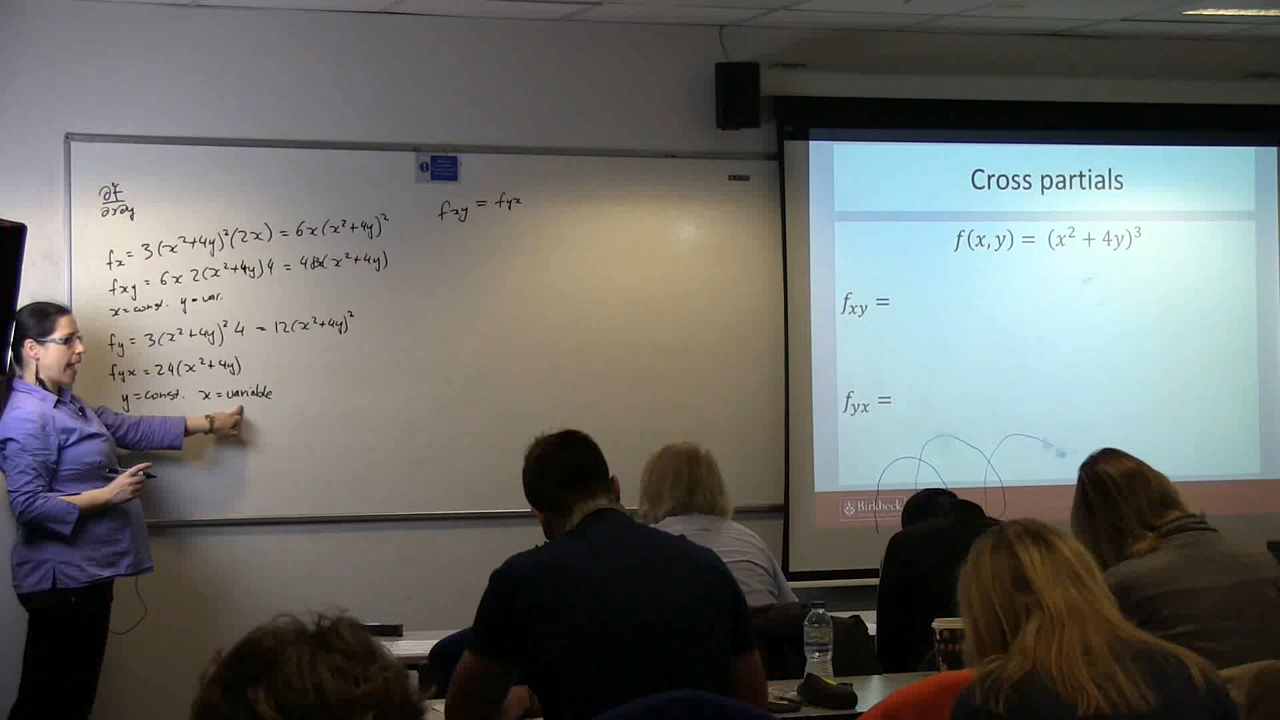 ∂²f
∂x∂y
fx = 3(x²+4y)²(2x) = 6x(x²+4y)²
fxy = 6x 2(x²+4y)4 = 48x(x²+4y)
x=const. y=var.
fy = 3(x²+4y)² 4 = 12(x²+4y)²
fyx = 24(x²+4y)
y=const. x=variable
fxy = fyx
Cross partials
f(x, y) = (x² + 4y)³
fxy =
fyx =
Birkbeck